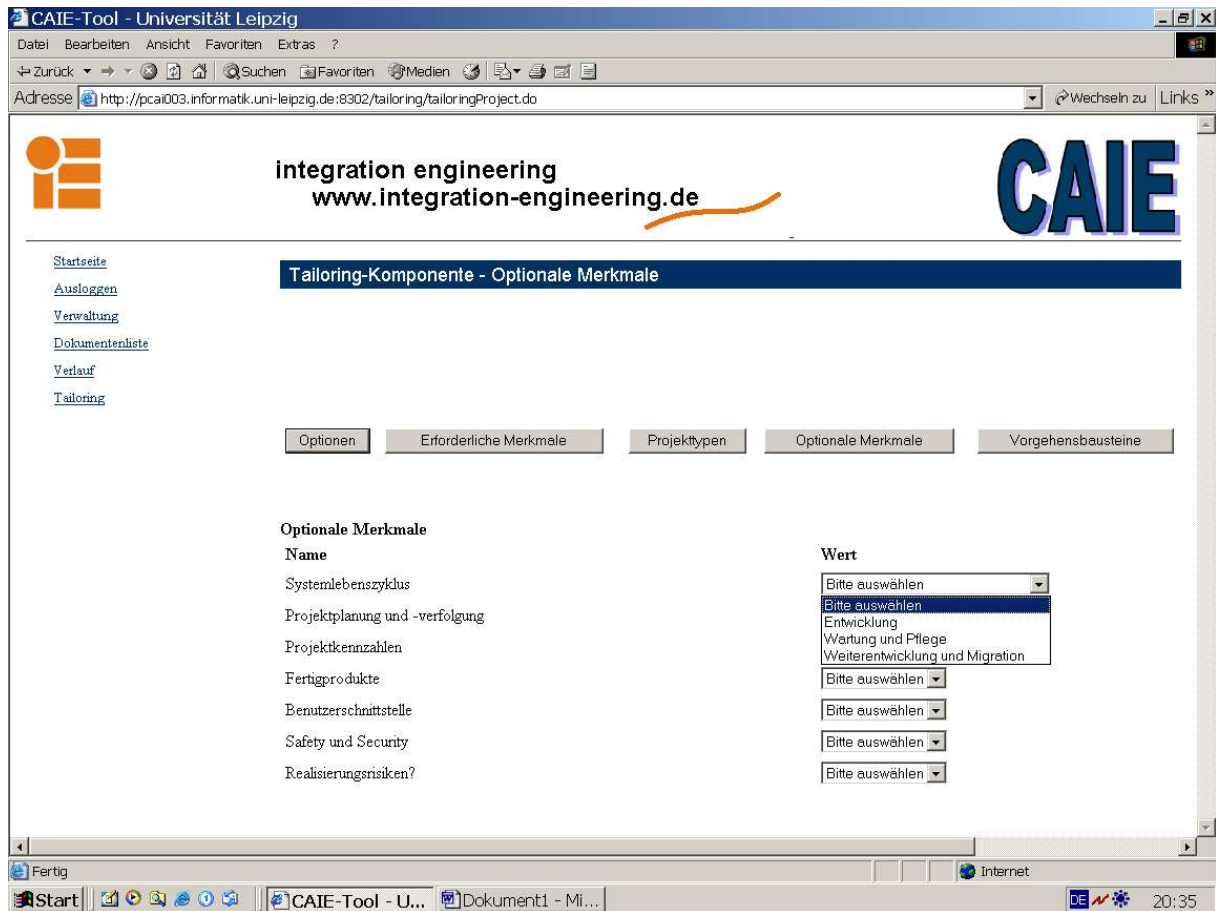 CAIE-Tool - Universität Leipzig
Datei Bearbeiten Ansicht Favoriten Extras ?
Zurück Suchen Favoriten Medien
Adresse http://pcai003.informatik.uni-leipzig.de:8302/tailoring/tailoringProject.do Wechseln zu Links »
integration engineering
www.integration-engineering.de
CAIE
Startseite
Ausloggen
Verwaltung
Dokumentenliste
Verlauf
Tailoring
Tailoring-Komponente - Optionale Merkmale
Optionen Erforderliche Merkmale Projekttypen Optionale Merkmale Vorgehensbausteine
Optionale Merkmale
Name Wert
Systemlebenszyklus Bitte auswählen
Bitte auswählen
Entwicklung
Wartung und Pflege
Weiterentwicklung und Migration
Projektplanung und -verfolgung
Projektkennzahlen
Fertigprodukte Bitte auswählen
Benutzerschnittstelle Bitte auswählen
Safety und Security Bitte auswählen
Realisierungsrisiken? Bitte auswählen
Fertig Internet
Start CAIE-Tool - U... Dokument1 - Mi... DE 20:35